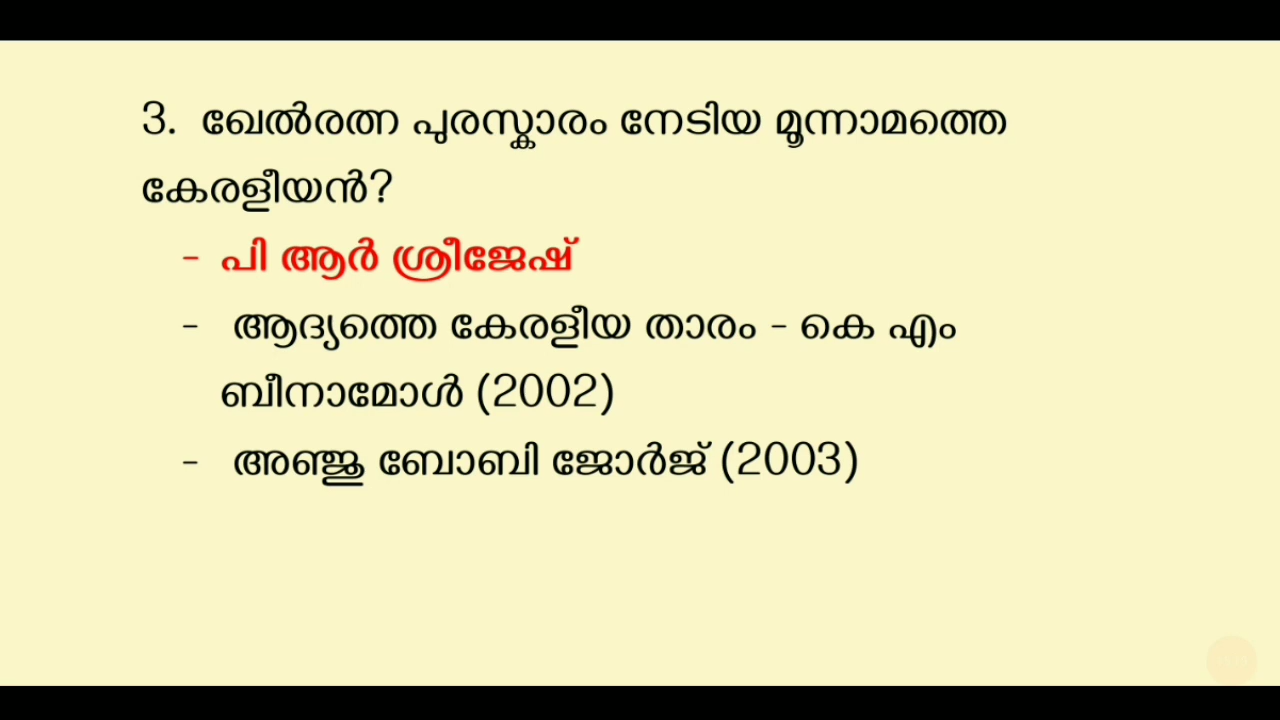 3. ഖേൽരത്ന പുരസ്കാരം നേടിയ മൂന്നാമത്തെ
കേരളീയൻ?
- പി ആർ ശ്രീജേഷ്
- ആദ്യത്തെ കേരളീയ താരം - കെ എം
ബീനാമോൾ (2002)
- അഞ്ജു ബോബി ജോർജ് (2003)